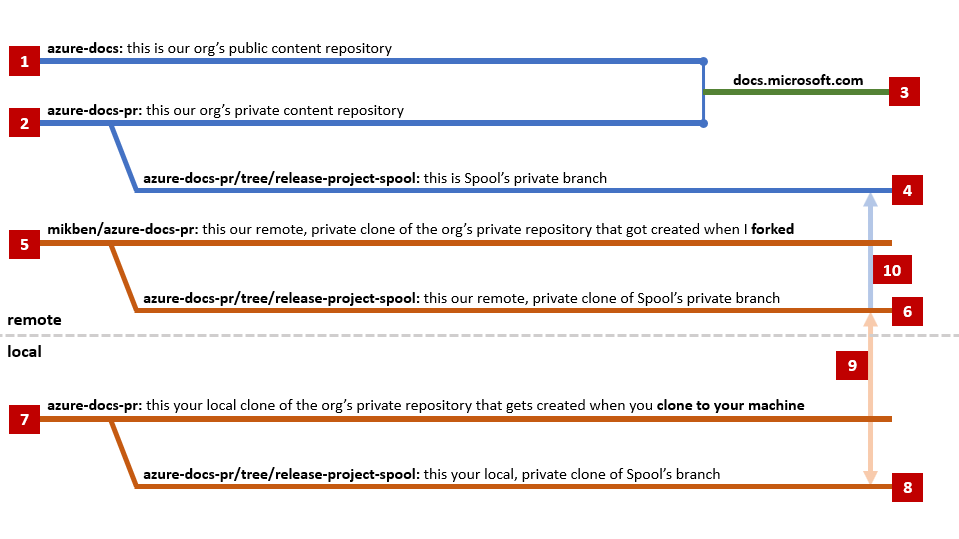 azure-docs: this is our org’s public content repository
1
docs.microsoft.com
3
azure-docs-pr: this our org’s private content repository
2
azure-docs-pr/tree/release-project-spool: this is Spool’s private branch
4
mikben/azure-docs-pr: this our remote, private clone of the org’s private repository that got created when I forked
5
10
azure-docs-pr/tree/release-project-spool: this our remote, private clone of Spool’s private branch
6
remote
local
9
azure-docs-pr: this your local clone of the org’s private repository that gets created when you clone to your machine
7
azure-docs-pr/tree/release-project-spool: this your local, private clone of Spool’s branch
8